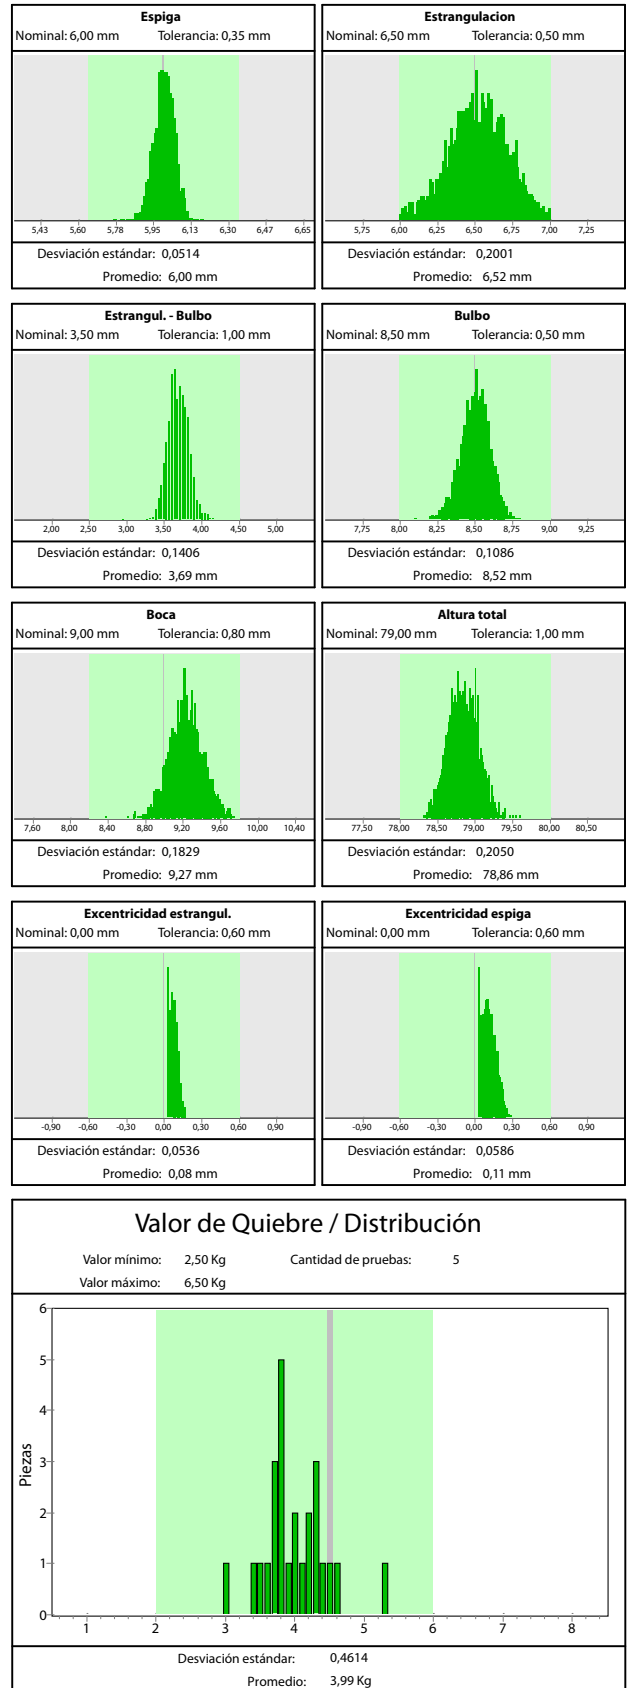 Espiga
Nominal: 6,00 mm Tolerancia: 0,35 mm
5,43 5,60 5,78 5,95 6,13 6,30 6,47 6,65
Desviación estándar: 0,0514
Promedio: 6,00 mm
Estrangulacion
Nominal: 6,50 mm Tolerancia: 0,50 mm
5,75 6,00 6,25 6,50 6,75 7,00 7,25
Desviación estándar: 0,2001
Promedio: 6,52 mm
Estrangul. - Bulbo
Nominal: 3,50 mm Tolerancia: 1,00 mm
2,00 2,50 3,00 3,50 4,00 4,50 5,00
Desviación estándar: 0,1406
Promedio: 3,69 mm
Bulbo
Nominal: 8,50 mm Tolerancia: 0,50 mm
7,75 8,00 8,25 8,50 8,75 9,00 9,25
Desviación estándar: 0,1086
Promedio: 8,52 mm
Boca
Nominal: 9,00 mm Tolerancia: 0,80 mm
7,60 8,00 8,40 8,80 9,20 9,60 10,00 10,40
Desviación estándar: 0,1829
Promedio: 9,27 mm
Altura total
Nominal: 79,00 mm Tolerancia: 1,00 mm
77,50 78,00 78,50 79,00 79,50 80,00 80,50
Desviación estándar: 0,2050
Promedio: 78,86 mm
Excentricidad estrangul.
Nominal: 0,00 mm Tolerancia: 0,60 mm
-0,90 -0,60 -0,30 0,00 0,30 0,60 0,90
Desviación estándar: 0,0536
Promedio: 0,08 mm
Excentricidad espiga
Nominal: 0,00 mm Tolerancia: 0,60 mm
-0,90 -0,60 -0,30 0,00 0,30 0,60 0,90
Desviación estándar: 0,0586
Promedio: 0,11 mm
Valor de Quiebre / Distribución
Valor mínimo: 2,50 Kg Cantidad de pruebas: 5
Valor máximo: 6,50 Kg
6
5
4
3
2
1
0
Piezas
1 2 3 4 5 6 7 8
Desviación estándar: 0,4614
Promedio: 3,99 Kg